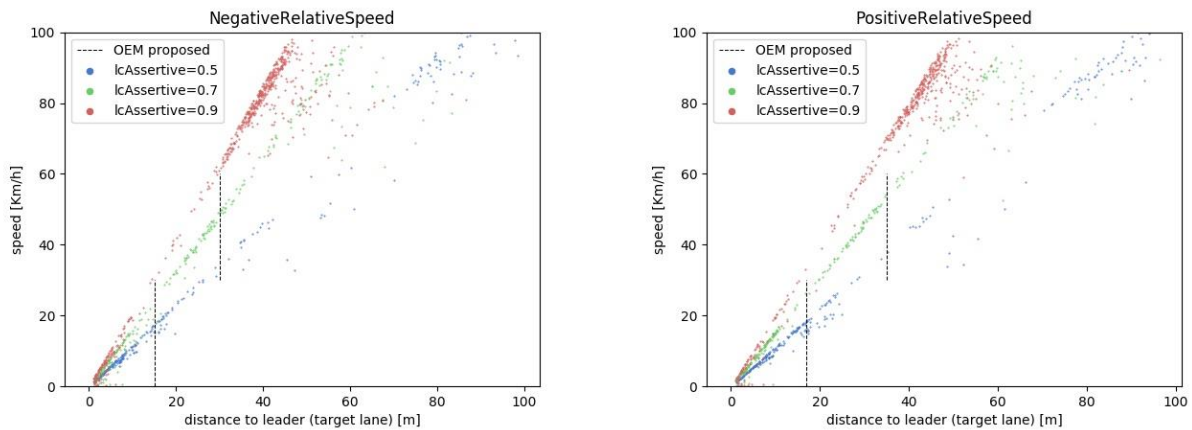 NegativeRelativeSpeed
OEM proposed
lcAssertive=0.5
lcAssertive=0.7
lcAssertive=0.9
100
80
60
40
20
0
speed [Km/h]
0 20 40 60 80 100
distance to leader (target lane) [m]
PositiveRelativeSpeed
OEM proposed
lcAssertive=0.5
lcAssertive=0.7
lcAssertive=0.9
100
80
60
40
20
0
speed [Km/h]
0 20 40 60 80 100
distance to leader (target lane) [m]